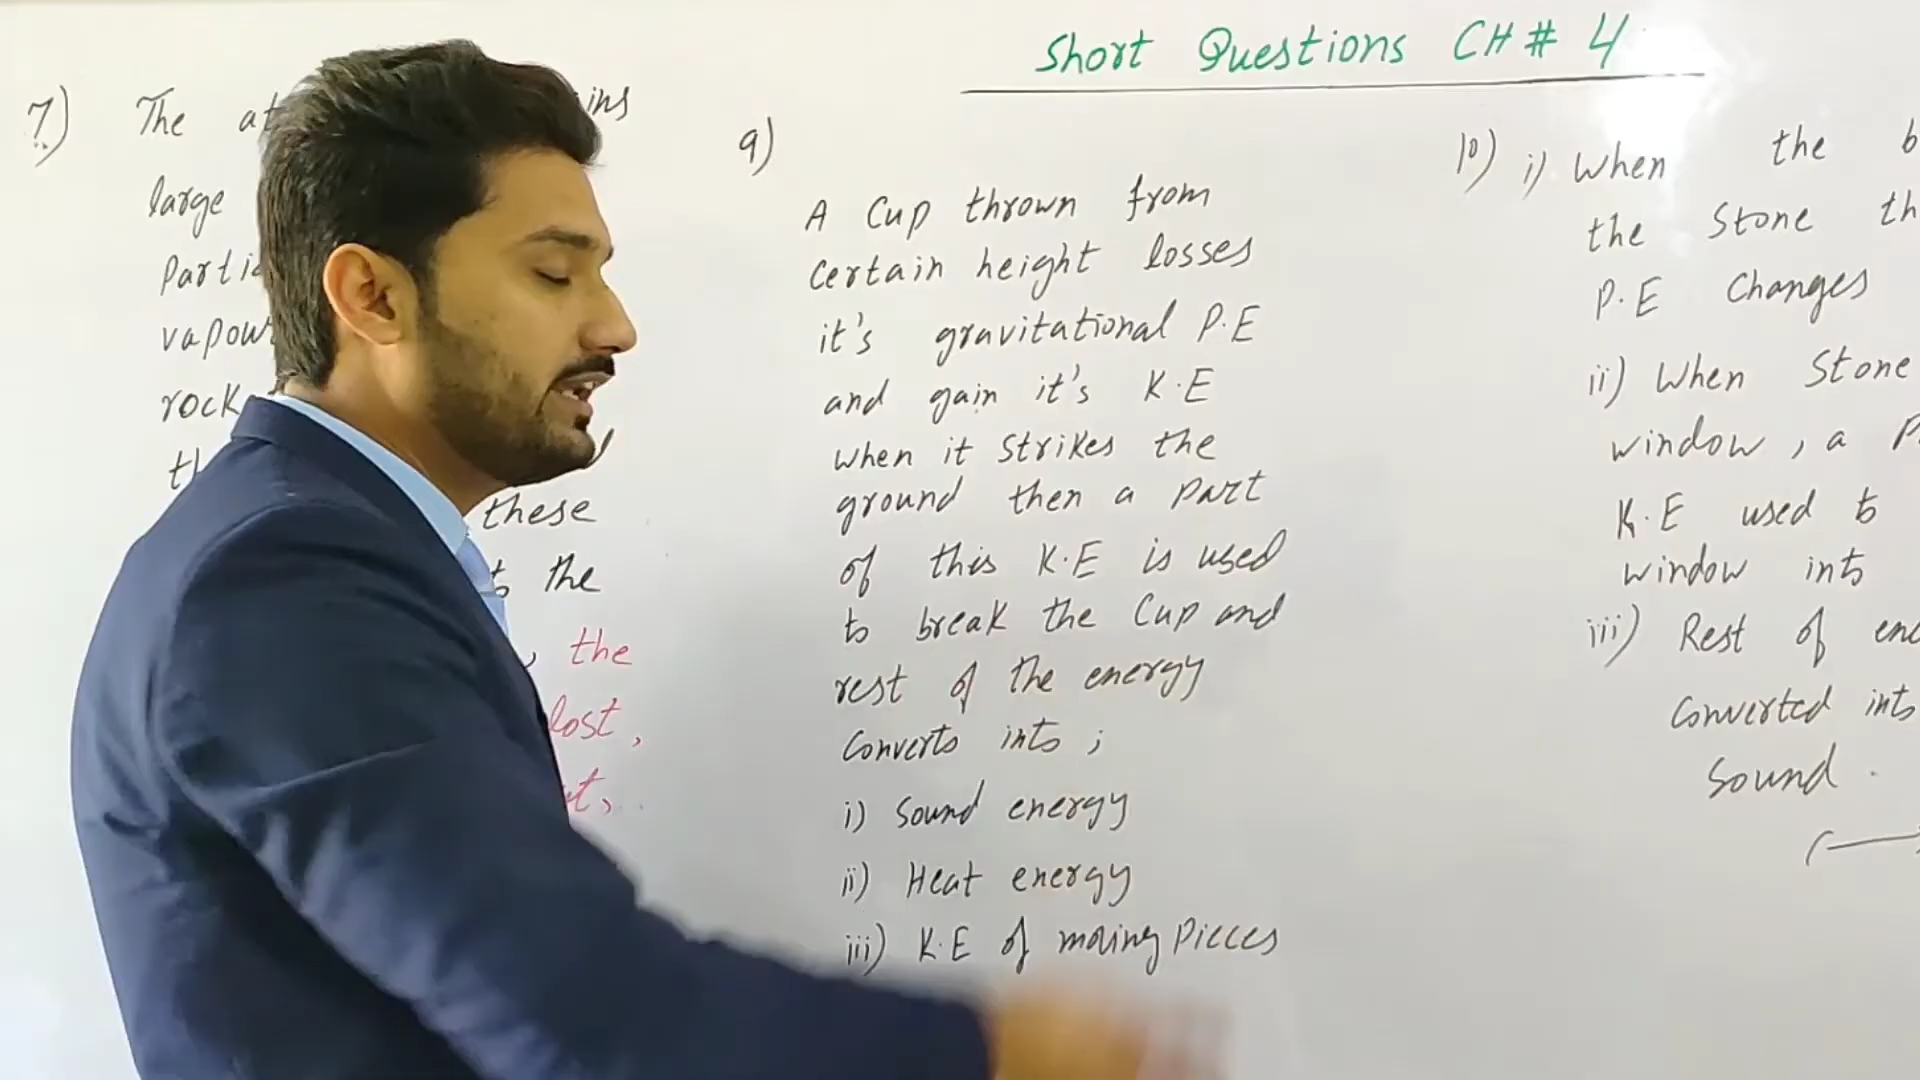 Short Questions CH # 4
7) The
large
vapour
rock
these
the
the
lost,
9)
A Cup thrown from
Certain height losses
it's gravitational P.E
and gain it's K.E
when it strikes the
ground then a part
of this K.E is used
to break the Cup and
rest of the energy
Converts into ;
i) Sound energy
ii) Heat energy
iii) K.E of moving Pieces
10) i) When the
the Stone
P.E Changes
ii) When Stone
window, a
K.E used to
window into
iii) Rest of
Converted into
Sound.